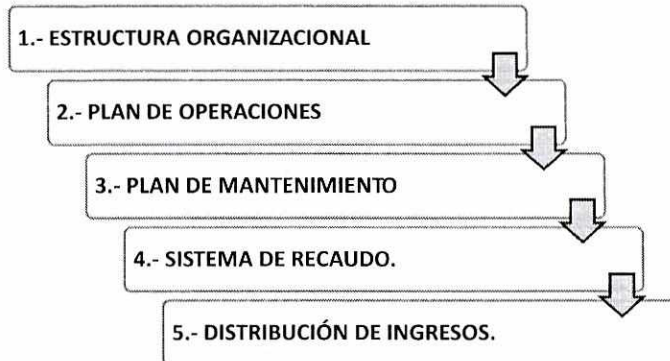 1.- ESTRUCTURA ORGANIZACIONAL
2.- PLAN DE OPERACIONES
3.- PLAN DE MANTENIMIENTO
4.- SISTEMA DE RECAUDO.
5.- DISTRIBUCIÓN DE INGRESOS.